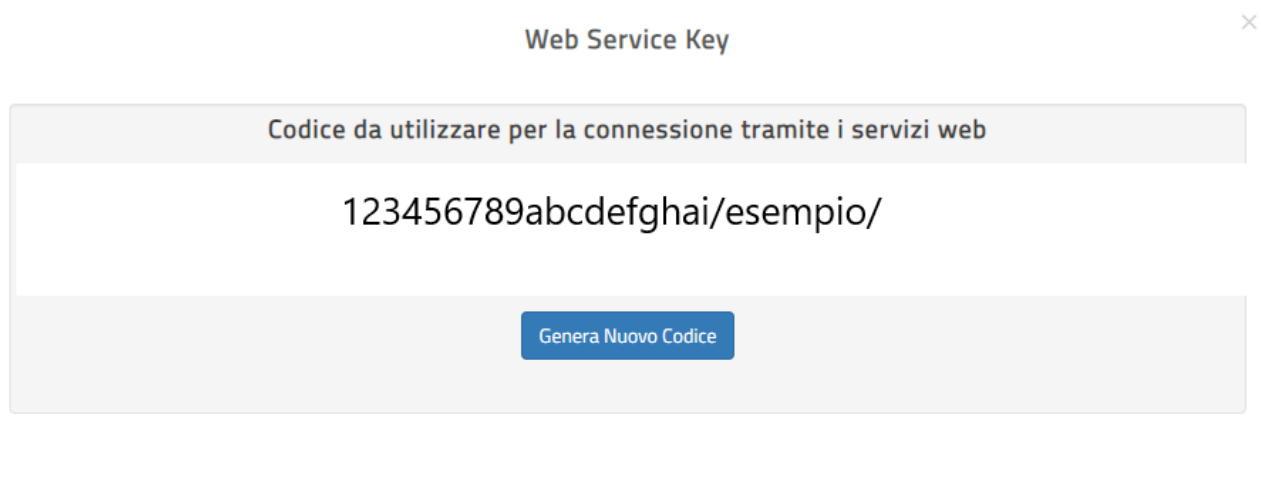 Web Service Key
×
Codice da utilizzare per la connessione tramite i servizi web
123456789abcdefghai/esempio/
Genera Nuovo Codice